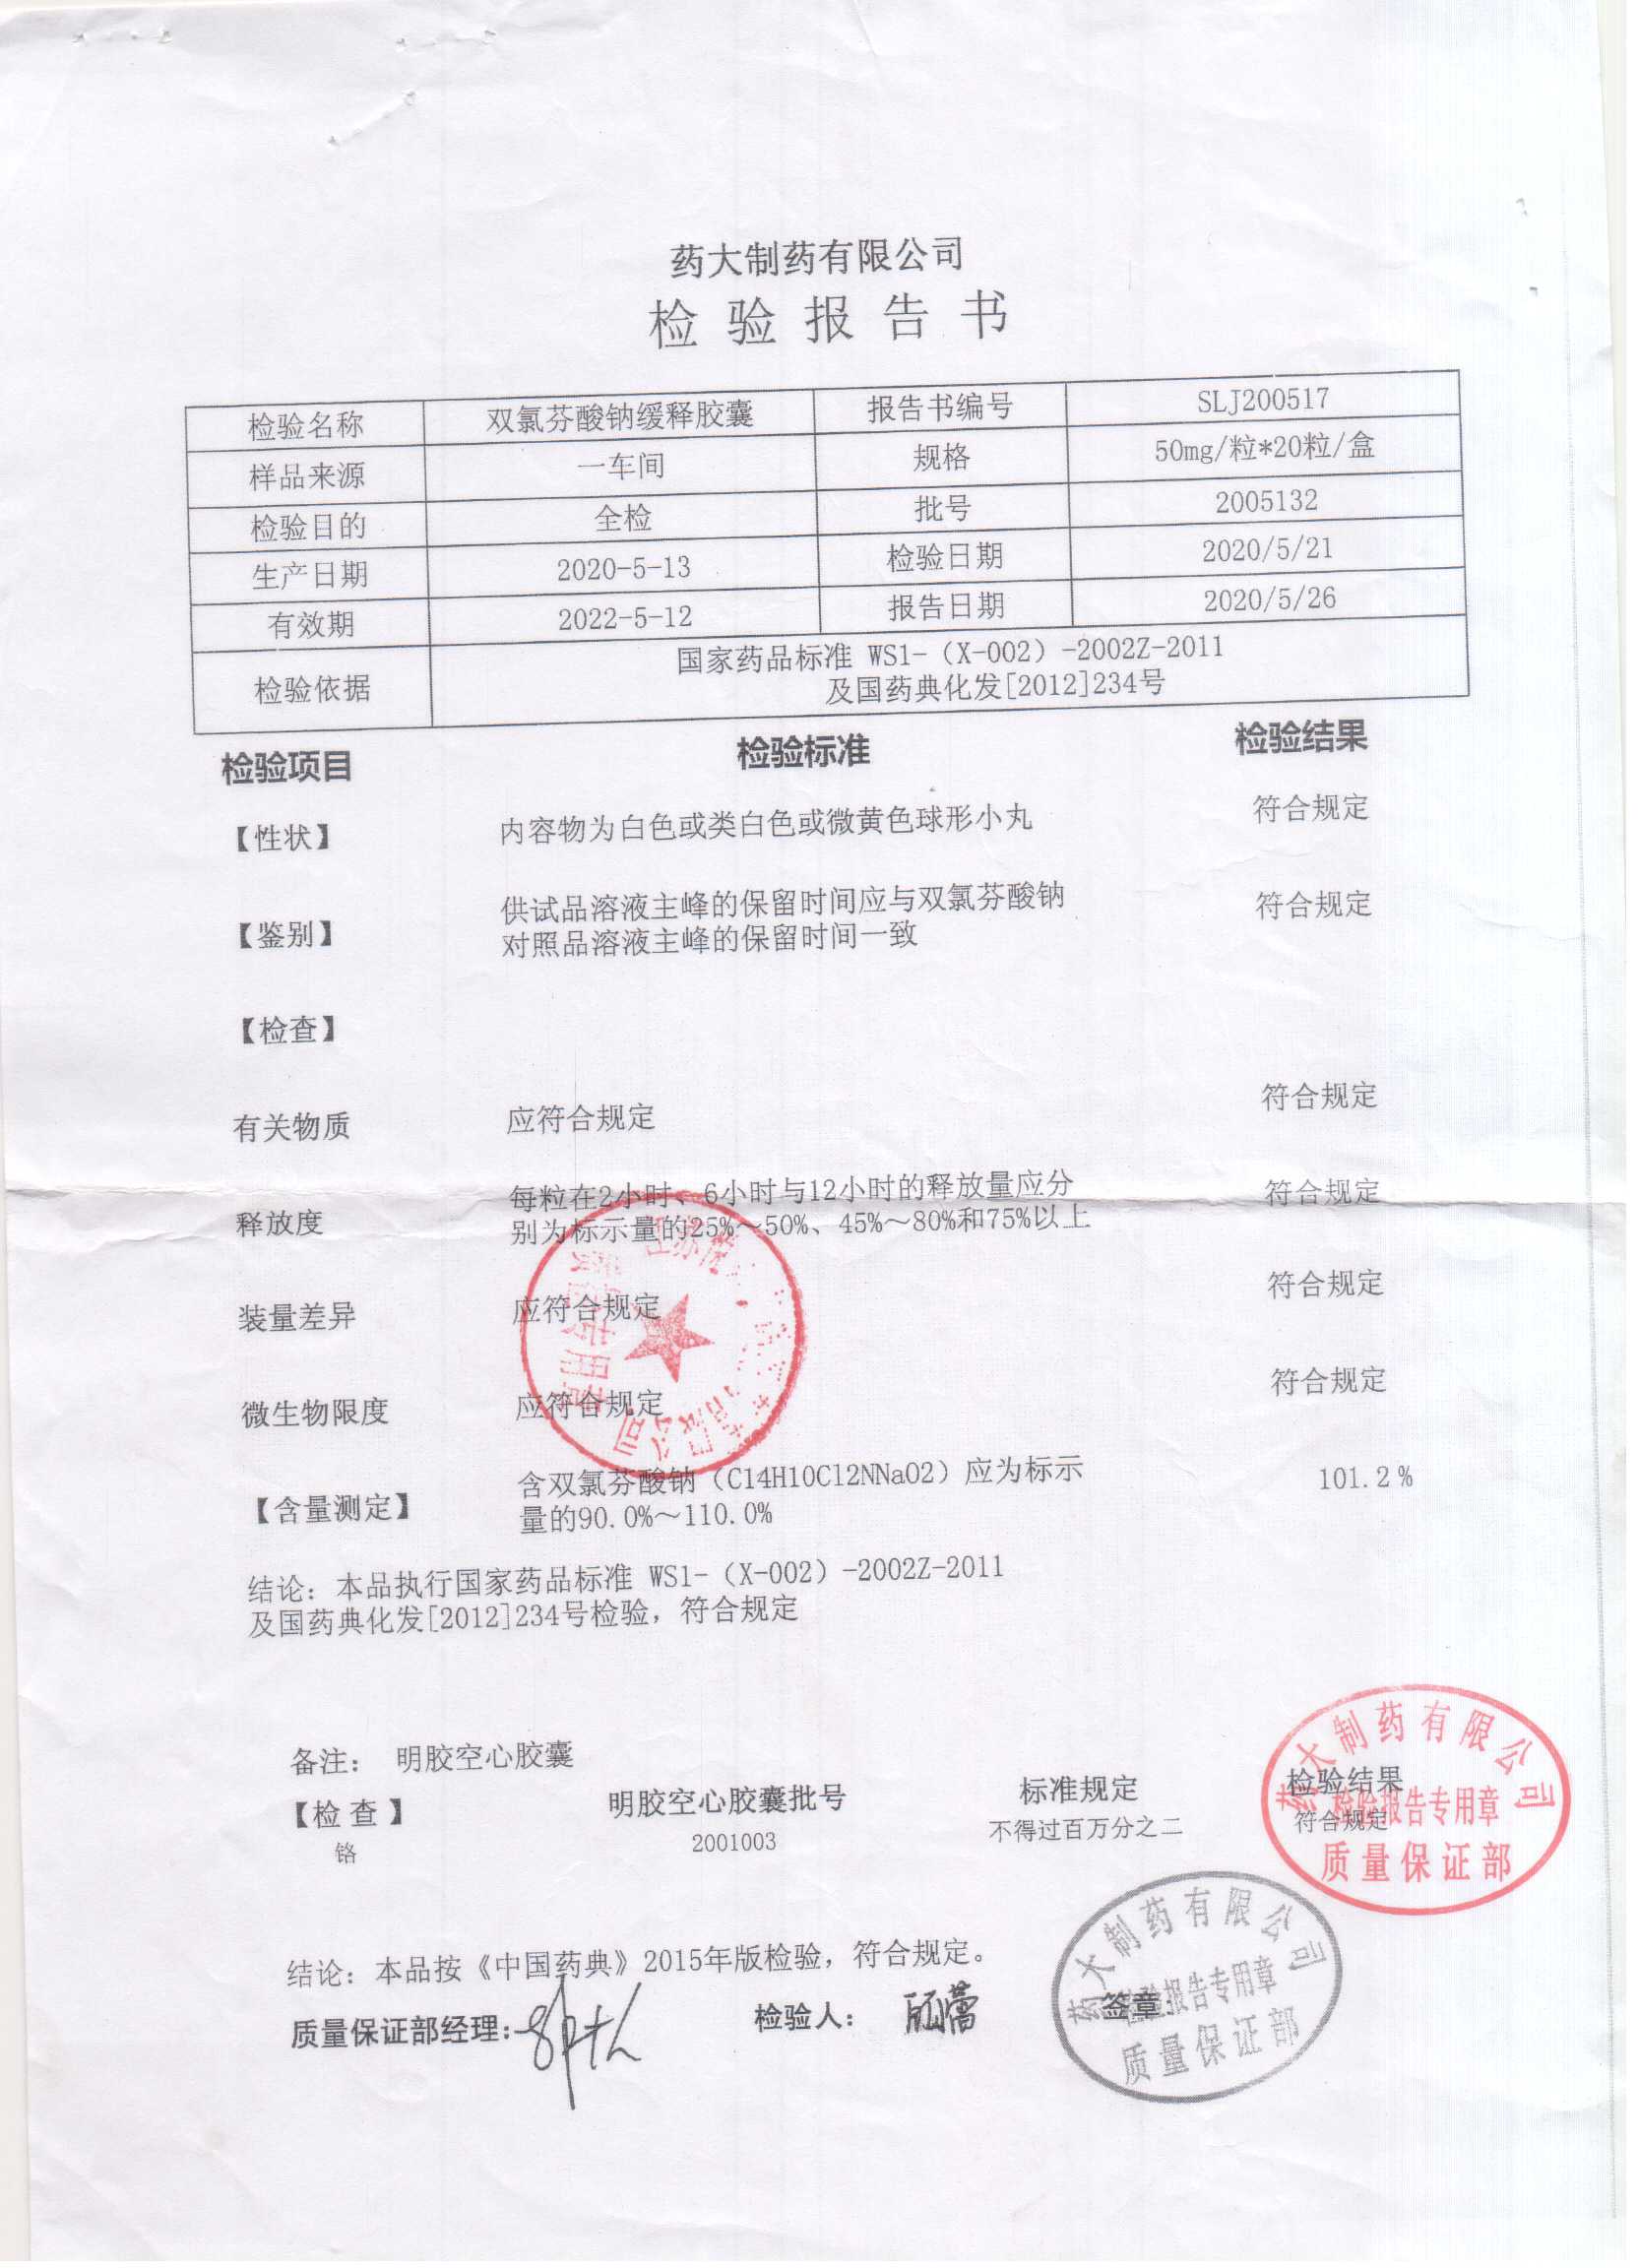 药大制药有限公司
检验报告书
检验名称 双氯芬酸钠缓释胶囊 报告书编号 SLJ200517
样品来源 一车间 规格 50mg/粒*20粒/盒
检验目的 全检 批号 2005132
生产日期 2020-5-13 检验日期 2020/5/21
有效期 2022-5-12 报告日期 2020/5/26
检验依据 国家药品标准 WS1-（X-002）-2002Z-2011
及国药典化发[2012]234号
检验项目 检验标准 检验结果
【性状】 内容物为白色或类白色或微黄色球形小丸 符合规定
【鉴别】 供试品溶液主峰的保留时间应与双氯芬酸钠 符合规定
对照品溶液主峰的保留时间一致
【检查】
有关物质 应符合规定 符合规定
释放度 每粒在2小时、6小时与12小时的释放量应分 符合规定
别为标示量的25%～50%、45%～80%和75%以上
装量差异 应符合规定 符合规定
微生物限度 应符合规定 符合规定
【含量测定】 含双氯芬酸钠（C14H10Cl2NNaO2）应为标示 101.2%
量的90.0%～110.0%
结论：本品执行国家药品标准 WS1-（X-002）-2002Z-2011
及国药典化发[2012]234号检验，符合规定
备注： 明胶空心胶囊
【检 查】 明胶空心胶囊批号 标准规定 检验结果
铬 2001003 不得过百万分之二 符合规定
药大制药有限公司
检验报告专用章
质量保证部
结论：本品按《中国药典》2015年版检验，符合规定。
质量保证部经理： 检验人： 签章：
药大制药有限公司
检验报告专用章
质量保证部